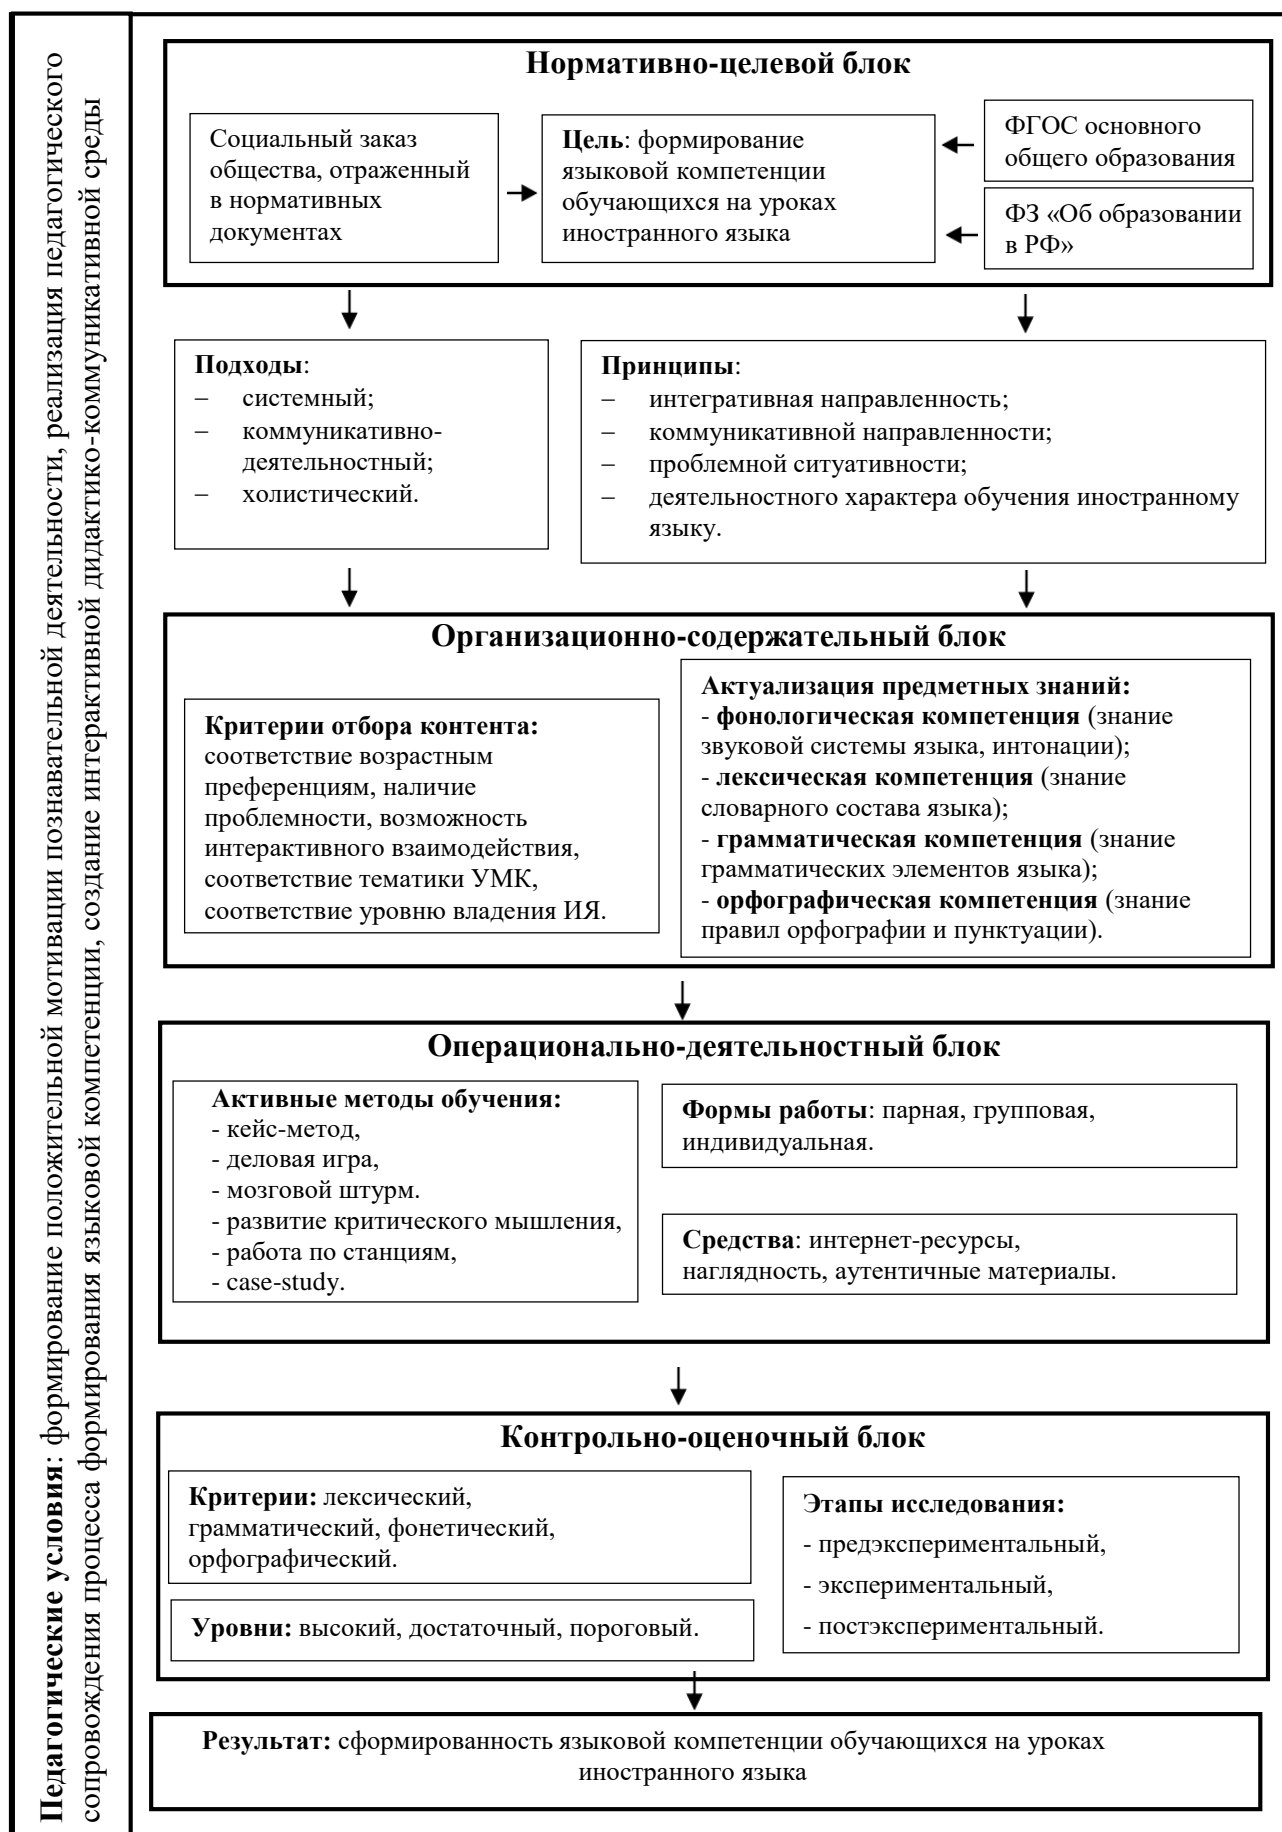 Педагогические условия: формирование положительной мотивации познавательной деятельности, реализация педагогического
сопровождения процесса формирования языковой компетенции, создание интерактивной дидактико-коммуникативной среды
Нормативно-целевой блок
Социальный заказ
общества, отраженный
в нормативных
документах
Цель: формирование
языковой компетенции
обучающихся на уроках
иностранного языка
ФГОС основного
общего образования
ФЗ «Об образовании
в РФ»
Подходы:
– системный;
– коммуникативно-
деятельностный;
– холистический.
Принципы:
– интегративная направленность;
– коммуникативной направленности;
– проблемной ситуативности;
– деятельностного характера обучения иностранному
языку.
Организационно-содержательный блок
Критерии отбора контента:
соответствие возрастным
преференциям, наличие
проблемности, возможность
интерактивного взаимодействия,
соответствие тематики УМК,
соответствие уровню владения ИЯ.
Актуализация предметных знаний:
- фонологическая компетенция (знание
звуковой системы языка, интонации);
- лексическая компетенция (знание
словарного состава языка);
- грамматическая компетенция (знание
грамматических элементов языка);
- орфографическая компетенция (знание
правил орфографии и пунктуации).
Операционально-деятельностный блок
Активные методы обучения:
- кейс-метод,
- деловая игра,
- мозговой штурм.
- развитие критического мышления,
- работа по станциям,
- case-study.
Формы работы: парная, групповая,
индивидуальная.
Средства: интернет-ресурсы,
наглядность, аутентичные материалы.
Контрольно-оценочный блок
Критерии: лексический,
грамматический, фонетический,
орфографический.
Уровни: высокий, достаточный, пороговый.
Этапы исследования:
- предэкспериментальный,
- экспериментальный,
- постэкспериментальный.
Результат: сформированность языковой компетенции обучающихся на уроках
иностранного языка